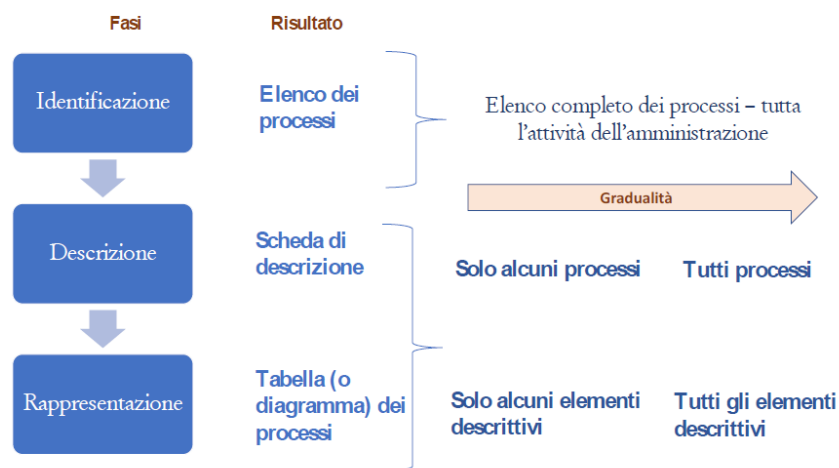 Fasi
Risultato
Identificazione
Elenco dei
processi
Elenco completo dei processi – tutta
l'attività dell'amministrazione
Gradualità
Descrizione
Scheda di
descrizione
Solo alcuni processi
Tutti processi
Rappresentazione
Tabella (o
diagramma) dei
processi
Solo alcuni elementi
descrittivi
Tutti gli elementi
descrittivi